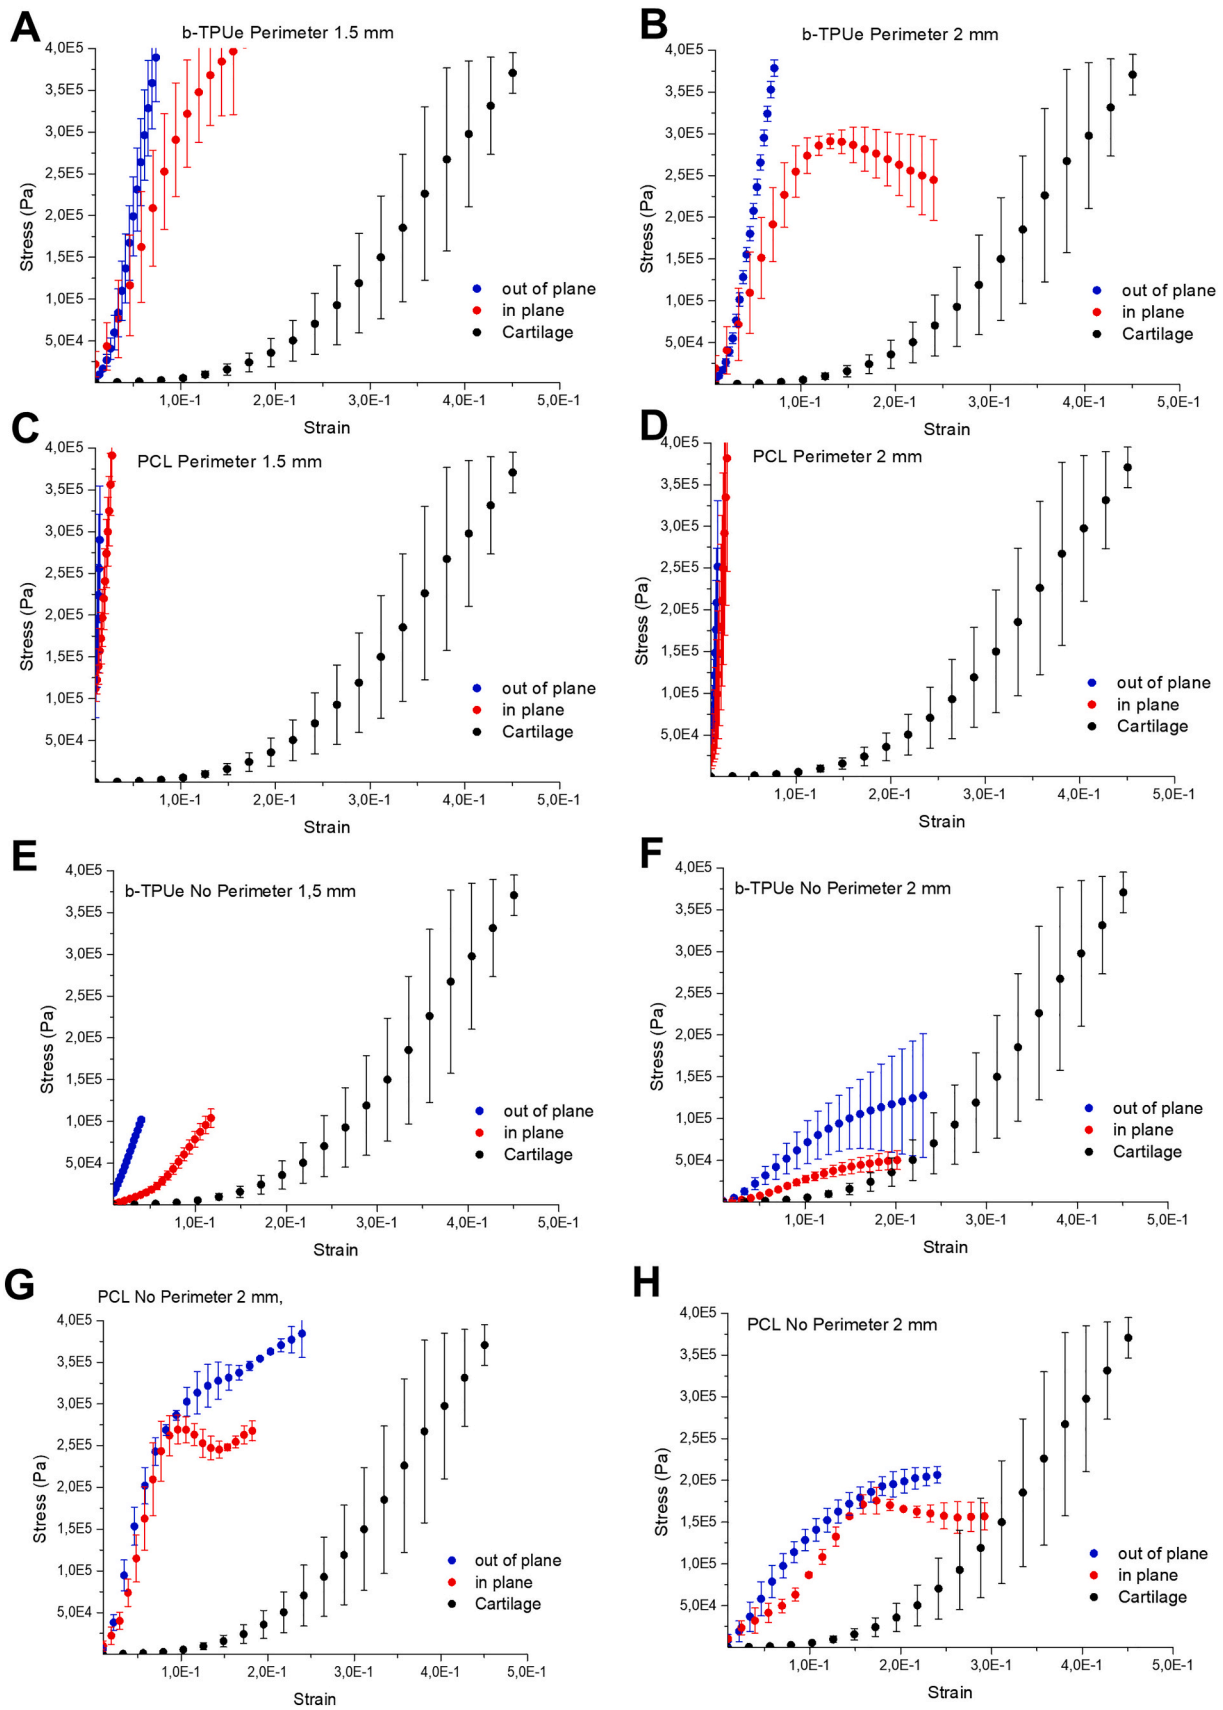 A
b-TPUe Perimeter 1.5 mm
4,0E5
3,5E5
3,0E5
2,5E5
2,0E5
1,5E5
1,0E5
5,0E4
Stress (Pa)
out of plane
in plane
Cartilage
1,0E-1 2,0E-1 3,0E-1 4,0E-1 5,0E-1
Strain
B
b-TPUe Perimeter 2 mm
4,0E5
3,5E5
3,0E5
2,5E5
2,0E5
1,5E5
1,0E5
5,0E4
Stress (Pa)
out of plane
in plane
Cartilage
1,0E-1 2,0E-1 3,0E-1 4,0E-1 5,0E-1
Strain
C
PCL Perimeter 1.5 mm
4,0E5
3,5E5
3,0E5
2,5E5
2,0E5
1,5E5
1,0E5
5,0E4
Stress (Pa)
out of plane
in plane
Cartilage
1,0E-1 2,0E-1 3,0E-1 4,0E-1 5,0E-1
Strain
D
PCL Perimeter 2 mm
4,0E5
3,5E5
3,0E5
2,5E5
2,0E5
1,5E5
1,0E5
5,0E4
Stress (Pa)
out of plane
in plane
Cartilage
1,0E-1 2,0E-1 3,0E-1 4,0E-1 5,0E-1
Strain
E
b-TPUe No Perimeter 1,5 mm
4,0E5
3,5E5
3,0E5
2,5E5
2,0E5
1,5E5
1,0E5
5,0E4
Stress (Pa)
out of plane
in plane
Cartilage
1,0E-1 2,0E-1 3,0E-1 4,0E-1 5,0E-1
Strain
F
b-TPUe No Perimeter 2 mm
4,0E5
3,5E5
3,0E5
2,5E5
2,0E5
1,5E5
1,0E5
5,0E4
Stress (Pa)
out of plane
in plane
Cartilage
1,0E-1 2,0E-1 3,0E-1 4,0E-1 5,0E-1
Strain
G
PCL No Perimeter 2 mm,
4,0E5
3,5E5
3,0E5
2,5E5
2,0E5
1,5E5
1,0E5
5,0E4
Stress (Pa)
out of plane
in plane
Cartilage
1,0E-1 2,0E-1 3,0E-1 4,0E-1 5,0E-1
Strain
H
PCL No Perimeter 2 mm
4,0E5
3,5E5
3,0E5
2,5E5
2,0E5
1,5E5
1,0E5
5,0E4
Stress (Pa)
out of plane
in plane
Cartilage
1,0E-1 2,0E-1 3,0E-1 4,0E-1 5,0E-1
Strain